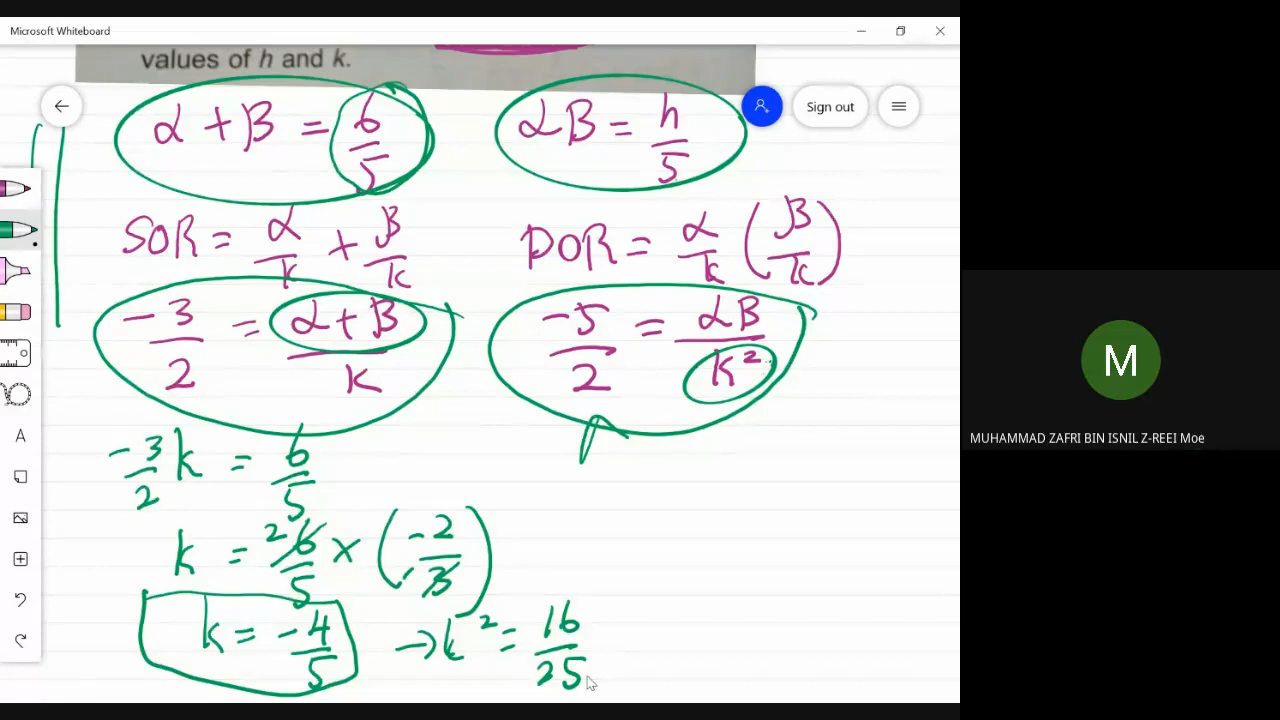 Microsoft Whiteboard
values of h and k.
α + β = 6/5
αβ = h/5
Sign out
SOR = α/k + β/k
POR = α/k (β/k)
-3/2 = α + β/k
-5/2 = αβ/k²
M
MUHAMMAD ZAFRI BIN ISNIL Z-REEI Moe
-3/2 k = 6/5
k = 2 6/5 × (-2/3)
k = -4/5 → k² = 16/25